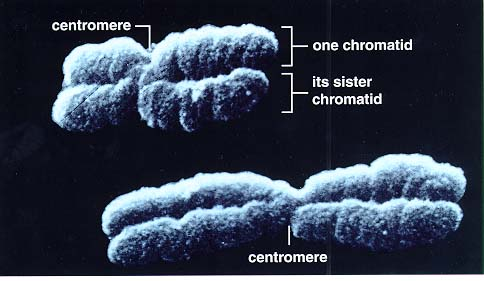 centromere
one chromatid
its sister
chromatid
centromere